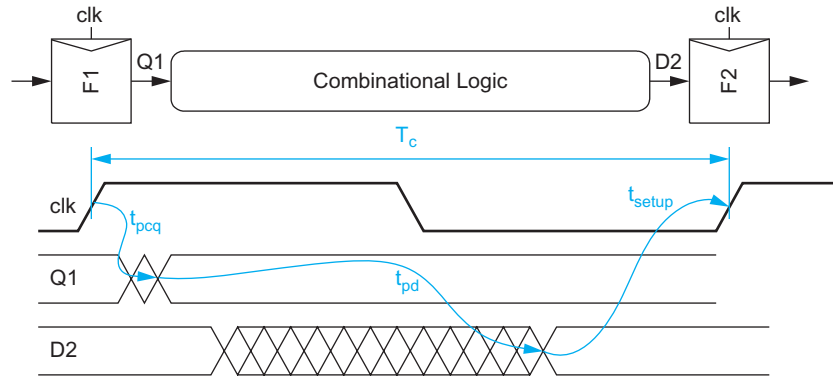 clk clk
F1 Q1 Combinational Logic D2 F2
Tc
clk tpcq tsetup
Q1 tpd
D2